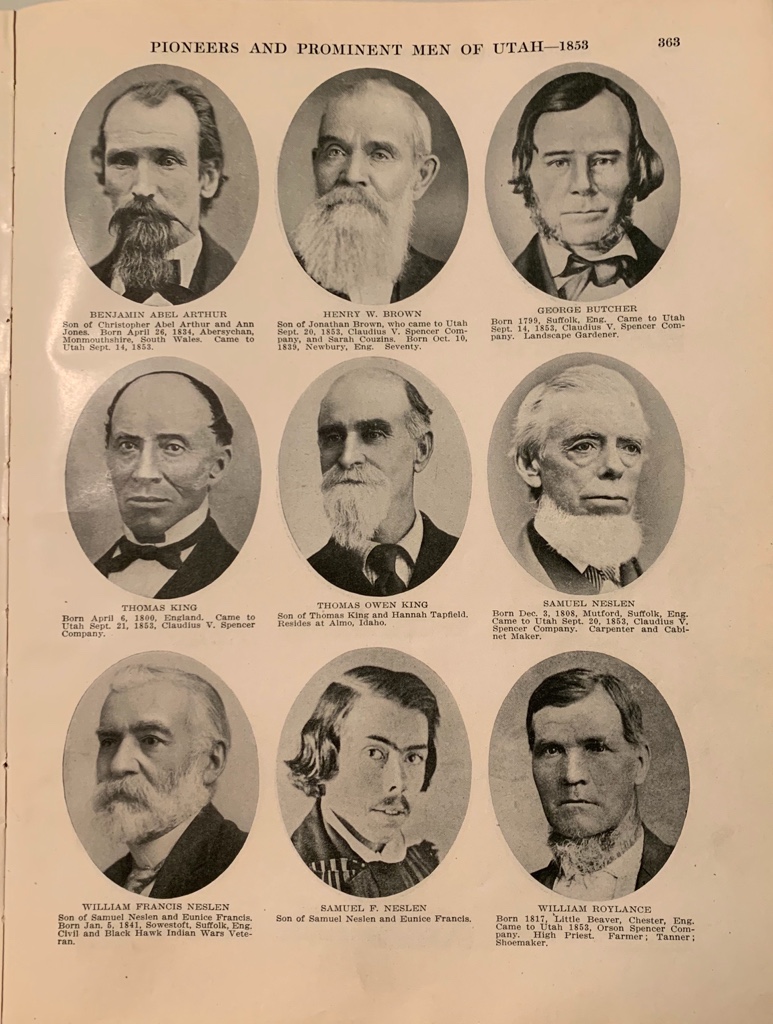 PIONEERS AND PROMINENT MEN OF UTAH—1853 363
BENJAMIN ABEL ARTHUR
Son of Christopher Abel Arthur and Ann
Jones. Born April 26, 1834, Abersychan,
Monmouthshire, South Wales. Came to
Utah Sept. 14, 1853.
HENRY W. BROWN
Son of Jonathan Brown, who came to Utah
Sept. 20, 1853, Claudius V. Spencer Com-
pany, and Sarah Couzins. Born Oct. 10,
1839, Newbury, Eng. Seventy.
GEORGE BUTCHER
Born 1799, Suffolk, Eng. Came to Utah
Sept. 14, 1853, Claudius V. Spencer Com-
pany. Landscape Gardener.
THOMAS KING
Born April 6, 1800, England. Came to
Utah Sept. 21, 1853, Claudius V. Spencer
Company.
THOMAS OWEN KING
Son of Thomas King and Hannah Tapfield.
Resides at Almo, Idaho.
SAMUEL NESLEN
Born Dec. 3, 1808, Mutford, Suffolk, Eng.
Came to Utah Sept. 20, 1853, Claudius V.
Spencer Company. Carpenter and Cabi-
net Maker.
WILLIAM FRANCIS NESLEN
Son of Samuel Neslen and Eunice Francis.
Born Jan. 5, 1841, Sowestoft, Suffolk, Eng.
Civil and Black Hawk Indian Wars Vete-
ran.
SAMUEL F. NESLEN
Son of Samuel Neslen and Eunice Francis.
WILLIAM ROYLANCE
Born 1817, Little Beaver, Chester, Eng.
Came to Utah 1853, Orson Spencer Com-
pany. High Priest. Farmer; Tanner;
Shoemaker.